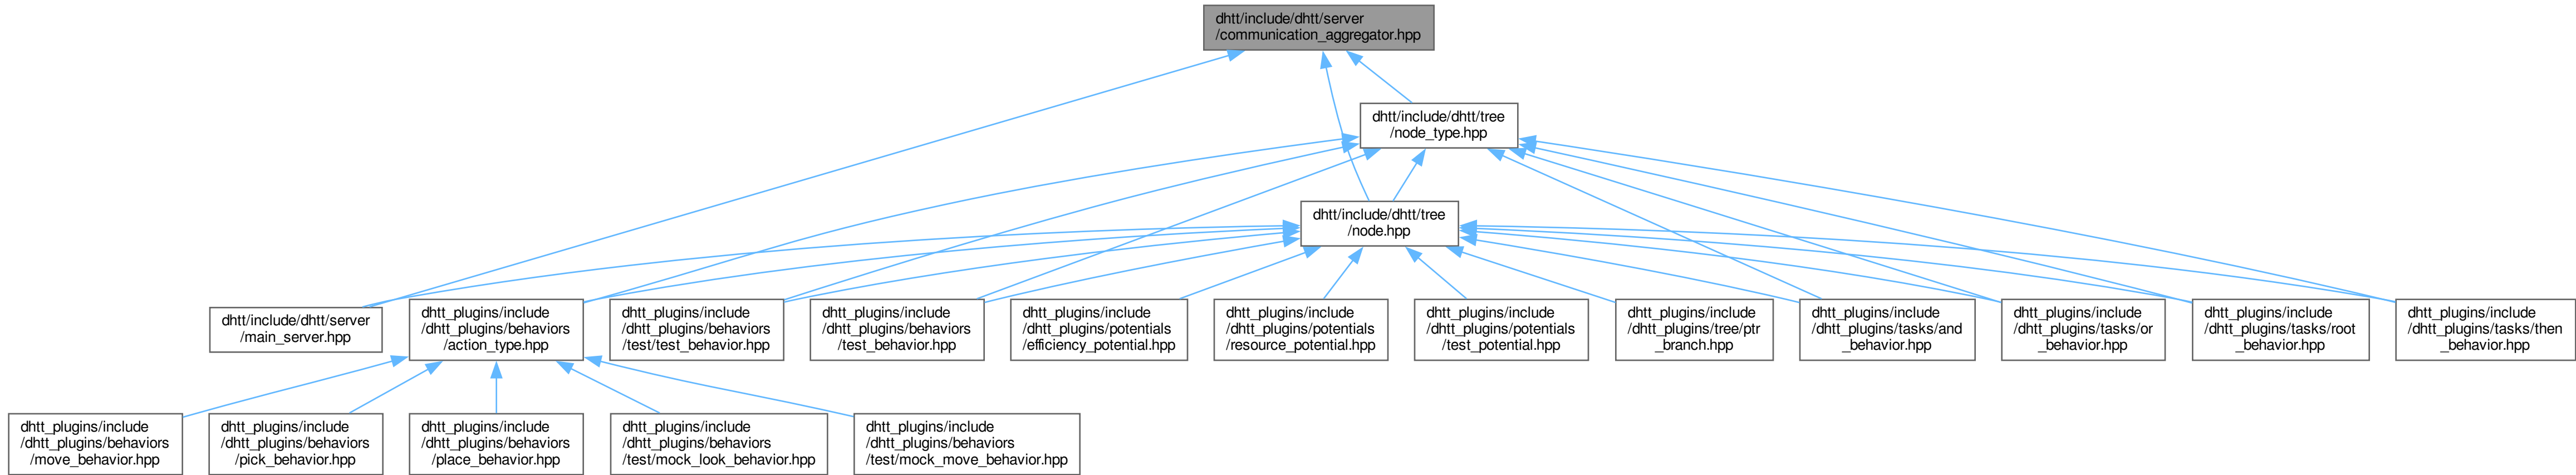 dhtt/include/dhtt/server
/communication_aggregator.hpp
dhtt/include/dhtt/tree
/node_type.hpp
dhtt/include/dhtt/tree
/node.hpp
dhtt/include/dhtt/server
/main_server.hpp
dhtt_plugins/include
/dhtt_plugins/behaviors
/action_type.hpp
dhtt_plugins/include
/dhtt_plugins/behaviors
/test/test_behavior.hpp
dhtt_plugins/include
/dhtt_plugins/behaviors
/test_behavior.hpp
dhtt_plugins/include
/dhtt_plugins/potentials
/efficiency_potential.hpp
dhtt_plugins/include
/dhtt_plugins/potentials
/resource_potential.hpp
dhtt_plugins/include
/dhtt_plugins/potentials
/test_potential.hpp
dhtt_plugins/include
/dhtt_plugins/tree/ptr
_branch.hpp
dhtt_plugins/include
/dhtt_plugins/tasks/and
_behavior.hpp
dhtt_plugins/include
/dhtt_plugins/tasks/or
_behavior.hpp
dhtt_plugins/include
/dhtt_plugins/tasks/root
_behavior.hpp
dhtt_plugins/include
/dhtt_plugins/tasks/then
_behavior.hpp
dhtt_plugins/include
/dhtt_plugins/behaviors
/move_behavior.hpp
dhtt_plugins/include
/dhtt_plugins/behaviors
/pick_behavior.hpp
dhtt_plugins/include
/dhtt_plugins/behaviors
/place_behavior.hpp
dhtt_plugins/include
/dhtt_plugins/behaviors
/test/mock_look_behavior.hpp
dhtt_plugins/include
/dhtt_plugins/behaviors
/test/mock_move_behavior.hpp